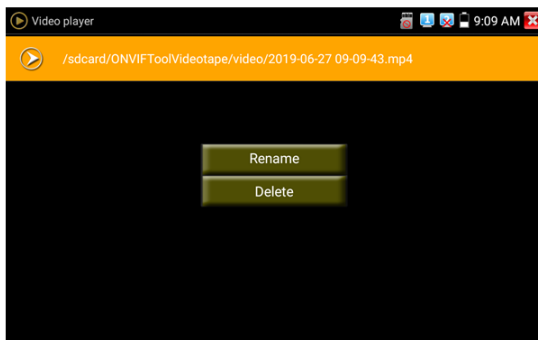 Video player
9:09 AM
/sdcard/ONVIFToolVideotape/video/2019-06-27 09-09-43.mp4
Rename
Delete